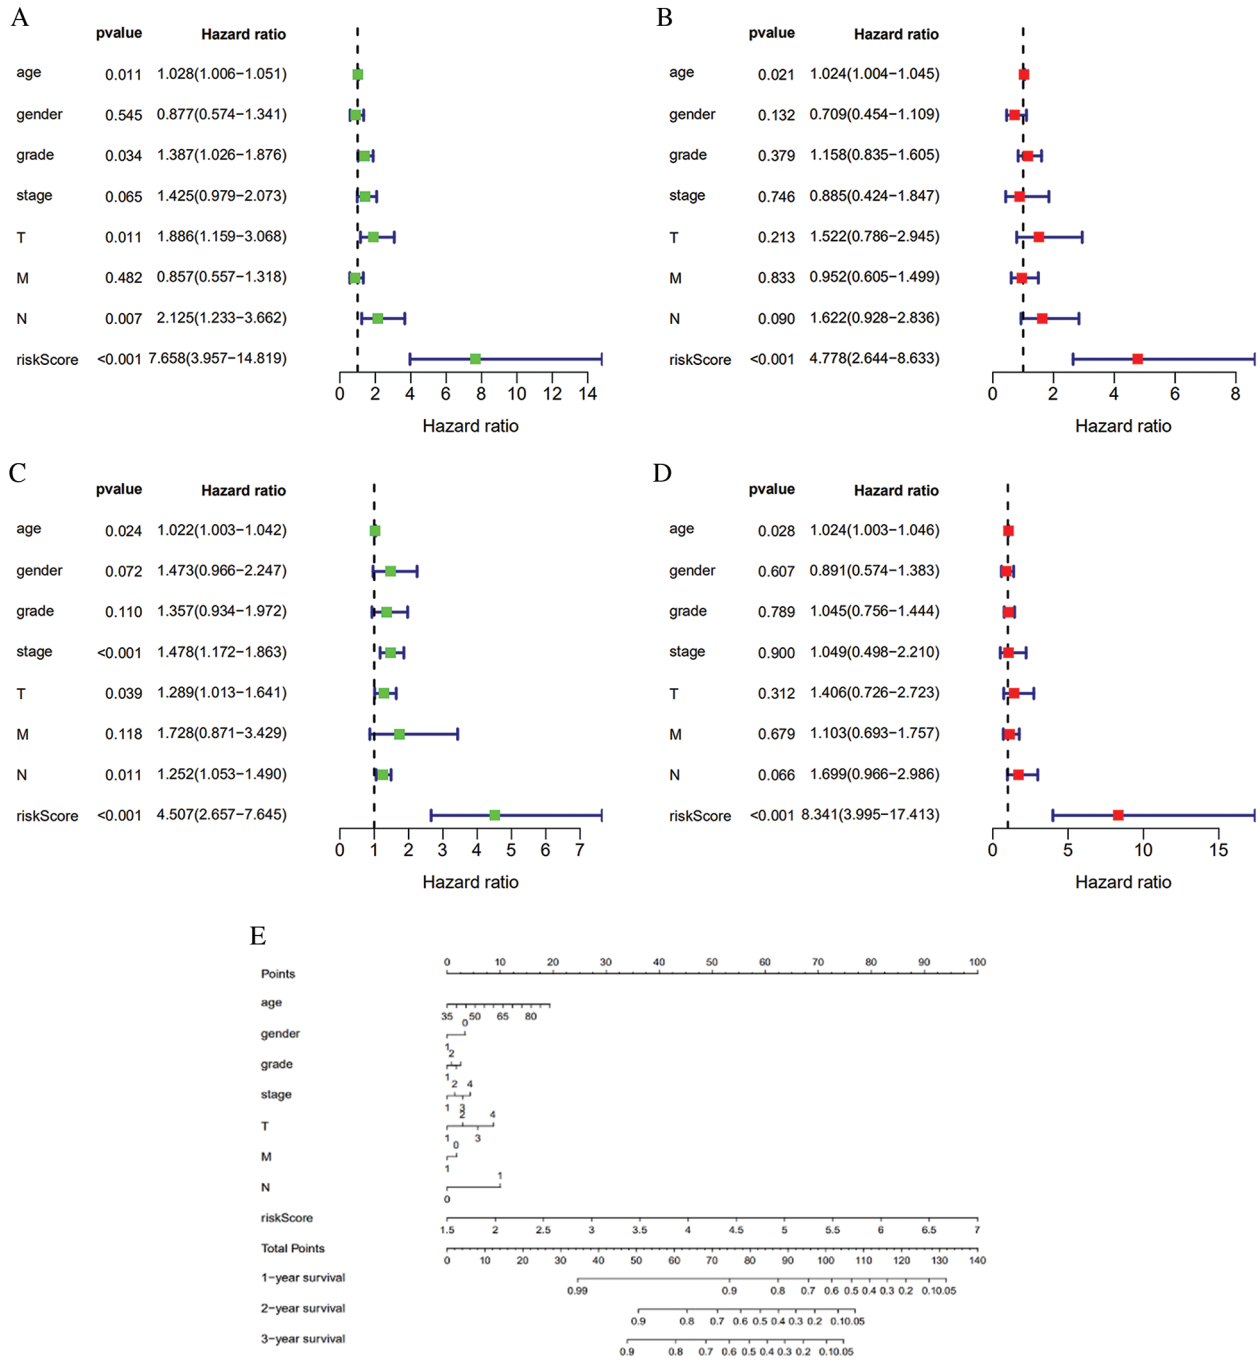 A
pvalue Hazard ratio
age 0.011 1.028(1.006−1.051)
gender 0.545 0.877(0.574−1.341)
grade 0.034 1.387(1.026−1.876)
stage 0.065 1.425(0.979−2.073)
T 0.011 1.886(1.159−3.068)
M 0.482 0.857(0.557−1.318)
N 0.007 2.125(1.233−3.662)
riskScore <0.001 7.658(3.957−14.819)
0 2 4 6 8 10 12 14
Hazard ratio
B
pvalue Hazard ratio
age 0.021 1.024(1.004−1.045)
gender 0.132 0.709(0.454−1.109)
grade 0.379 1.158(0.835−1.605)
stage 0.746 0.885(0.424−1.847)
T 0.213 1.522(0.786−2.945)
M 0.833 0.952(0.605−1.499)
N 0.090 1.622(0.928−2.836)
riskScore <0.001 4.778(2.644−8.633)
0 2 4 6 8
Hazard ratio
C
pvalue Hazard ratio
age 0.024 1.022(1.003−1.042)
gender 0.072 1.473(0.966−2.247)
grade 0.110 1.357(0.934−1.972)
stage <0.001 1.478(1.172−1.863)
T 0.039 1.289(1.013−1.641)
M 0.118 1.728(0.871−3.429)
N 0.011 1.252(1.053−1.490)
riskScore <0.001 4.507(2.657−7.645)
0 1 2 3 4 5 6 7
Hazard ratio
D
pvalue Hazard ratio
age 0.028 1.024(1.003−1.046)
gender 0.607 0.891(0.574−1.383)
grade 0.789 1.045(0.756−1.444)
stage 0.900 1.049(0.498−2.210)
T 0.312 1.406(0.726−2.723)
M 0.679 1.103(0.693−1.757)
N 0.066 1.699(0.966−2.986)
riskScore <0.001 8.341(3.995−17.413)
0 5 10 15
Hazard ratio
E
Points 0 10 20 30 40 50 60 70 80 90 100
age
35 50 65 80
0
gender
1
2
grade
1
2 4
stage
1 3
2 4
T
1 3
0
M
1
1
N
0
riskScore
1.5 2 2.5 3 3.5 4 4.5 5 5.5 6 6.5 7
Total Points
0 10 20 30 40 50 60 70 80 90 100 110 120 130 140
1−year survival
0.99 0.9 0.8 0.7 0.6 0.5 0.4 0.3 0.2 0.10.05
2−year survival
0.9 0.8 0.7 0.6 0.5 0.4 0.3 0.2 0.10.05
3−year survival
0.9 0.8 0.7 0.6 0.5 0.4 0.3 0.2 0.10.05